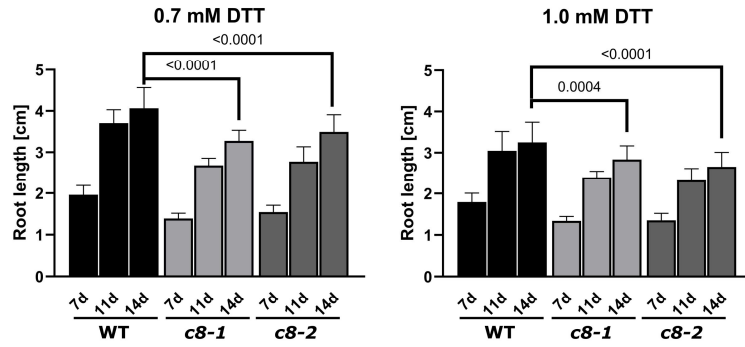 0.7 mM DTT
<0.0001
<0.0001
Root length [cm]
5
4
3
2
1
0
7d 11d 14d 7d 11d 14d 7d 11d 14d
WT c8-1 c8-2
1.0 mM DTT
<0.0001
0.0004
Root length [cm]
5
4
3
2
1
0
7d 11d 14d 7d 11d 14d 7d 11d 14d
WT c8-1 c8-2